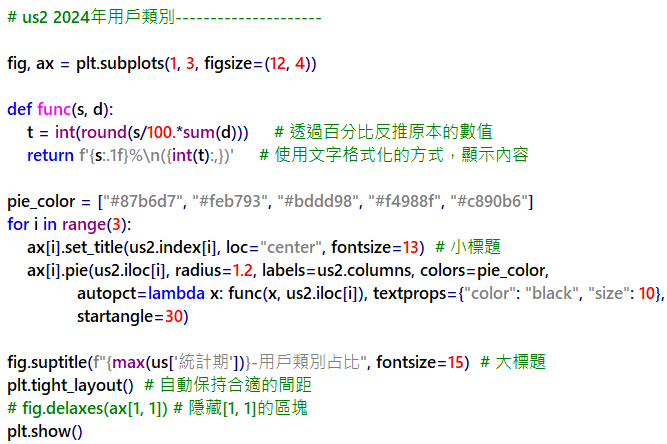 # us2 2024年用戶類別----------------------
fig, ax = plt.subplots(1, 3, figsize=(12, 4))
def func(s, d):
    t = int(round(s/100.*sum(d)))    # 透過百分比反推原本的數值
    return f'{s:.1f}%\n({int(t):,})'    # 使用文字格式化的方式，顯示內容
pie_color = ["#87b6d7", "#feb793", "#bddd98", "#f4988f", "#c890b6"]
for i in range(3):
    ax[i].set_title(us2.index[i], loc="center", fontsize=13)  # 小標題
    ax[i].pie(us2.iloc[i], radius=1.2, labels=us2.columns, colors=pie_color,
            autopct=lambda x: func(x, us2.iloc[i]), textprops={"color": "black", "size": 10},
            startangle=30)
fig.suptitle(f"{max(us['統計期'])}-用戶類別占比", fontsize=15)  # 大標題
plt.tight_layout()  # 自動保持合適的間距
# fig.delaxes(ax[1, 1]) # 隱藏[1, 1]的區塊
plt.show()